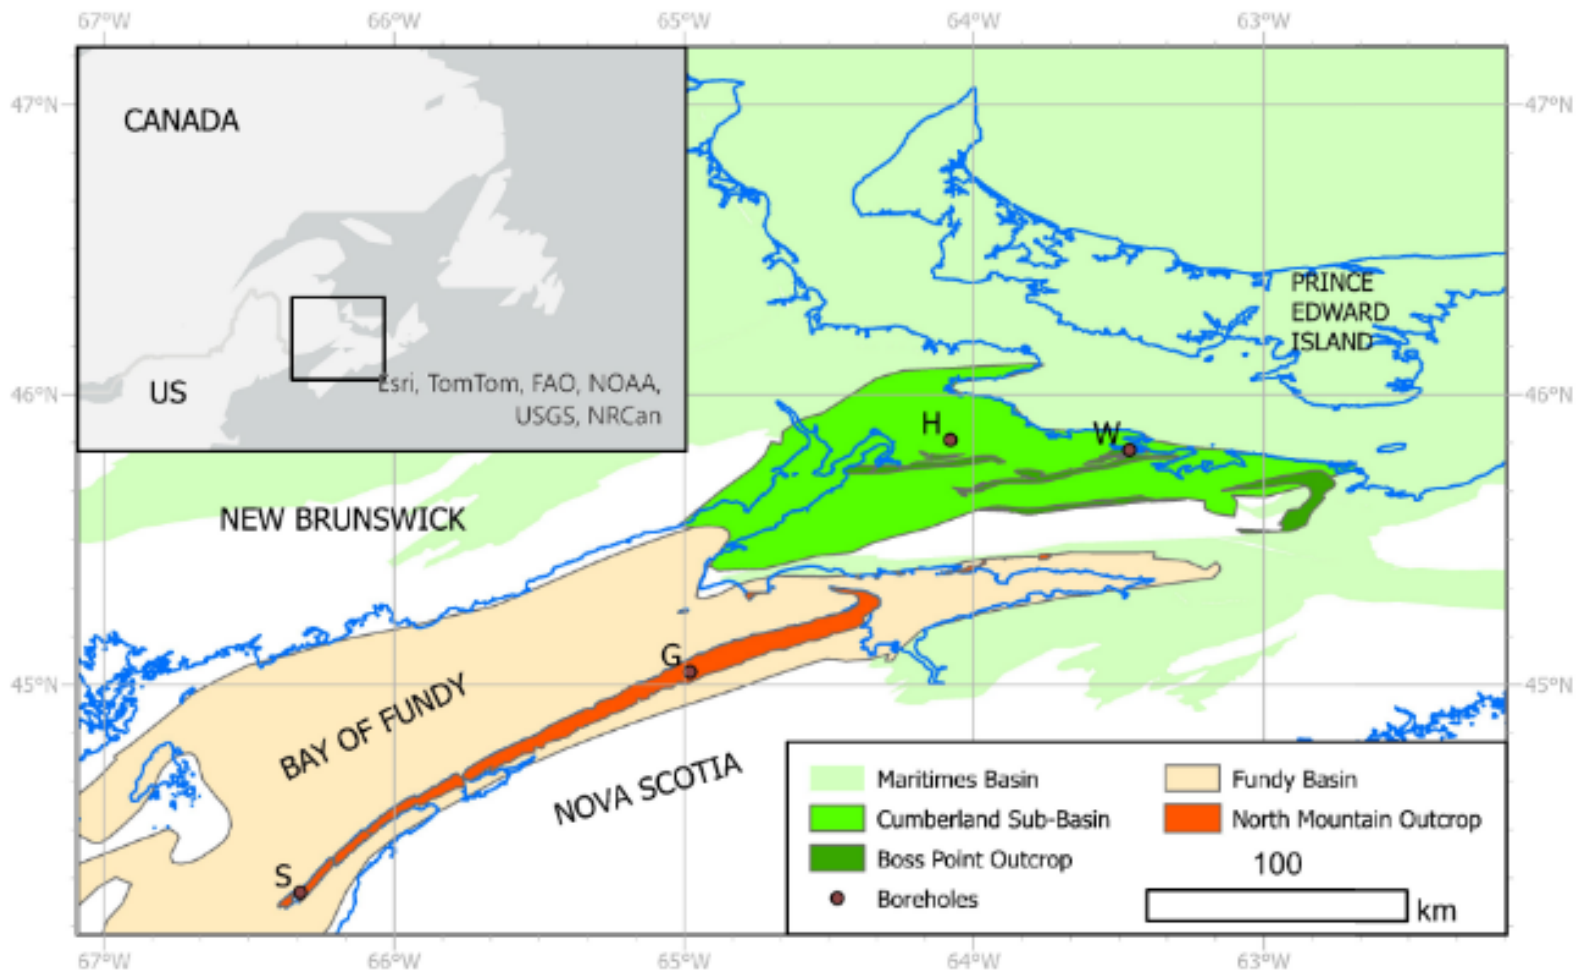 67°W 66°W 65°W 64°W 63°W
47°N 47°N
CANADA
PRINCE
EDWARD
ISLAND
US
Esri, TomTom, FAO, NOAA,
USGS, NRCan
46°N 46°N
H
W
NEW BRUNSWICK
G
45°N 45°N
BAY OF FUNDY
NOVA SCOTIA
S
Maritimes Basin
Fundy Basin
Cumberland Sub-Basin
North Mountain Outcrop
Boss Point Outcrop
100
Boreholes
km
67°W 66°W 65°W 64°W 63°W